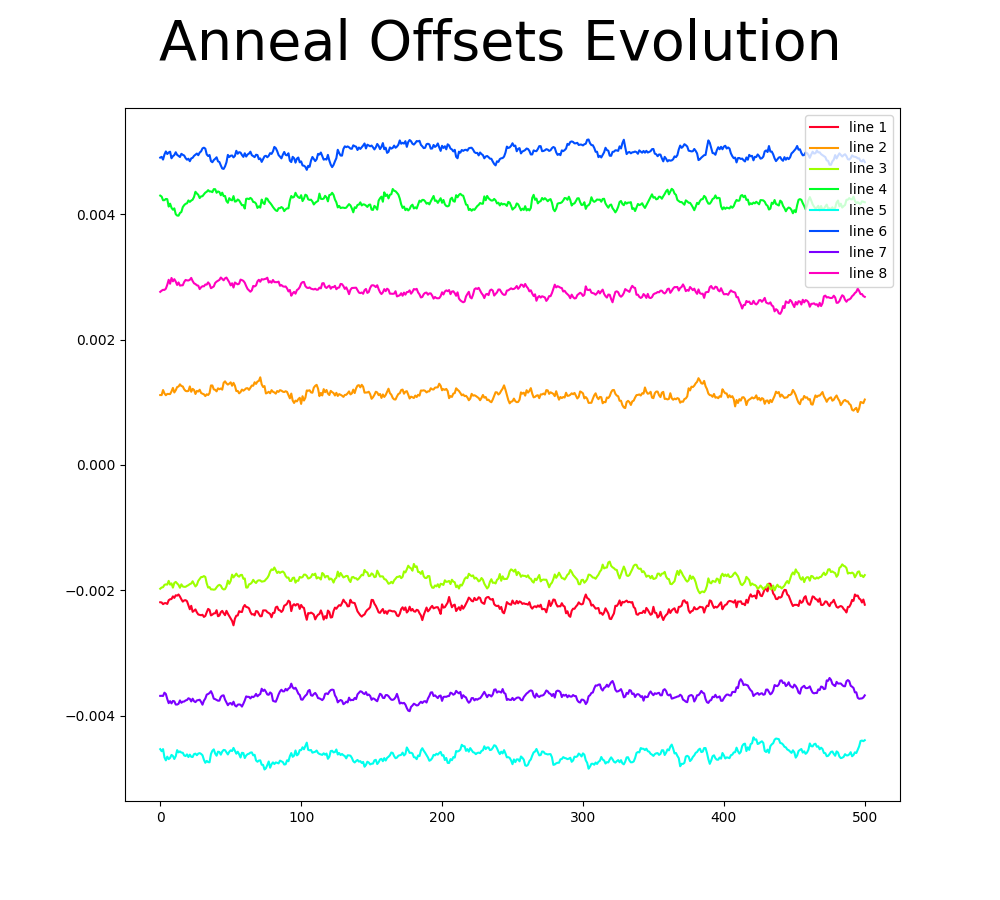 Anneal Offsets Evolution
line 1
line 2
line 3
line 4
line 5
line 6
line 7
line 8
0.004
0.002
0.000
−0.002
−0.004
0 100 200 300 400 500